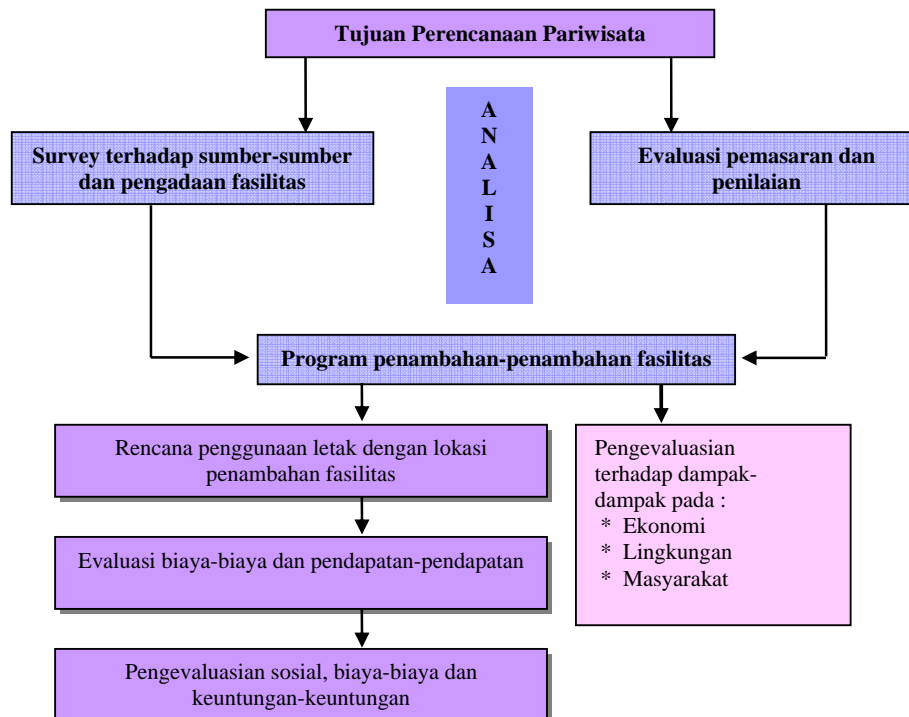 Tujuan Perencanaan Pariwisata
A
N
A
L
I
S
A
Survey terhadap sumber-sumber
dan pengadaan fasilitas
Evaluasi pemasaran dan
penilaian
Program penambahan-penambahan fasilitas
Rencana penggunaan letak dengan lokasi
penambahan fasilitas
Pengevaluasian
terhadap dampak-
dampak pada :
* Ekonomi
* Lingkungan
* Masyarakat
Evaluasi biaya-biaya dan pendapatan-pendapatan
Pengevaluasian sosial, biaya-biaya dan
keuntungan-keuntungan